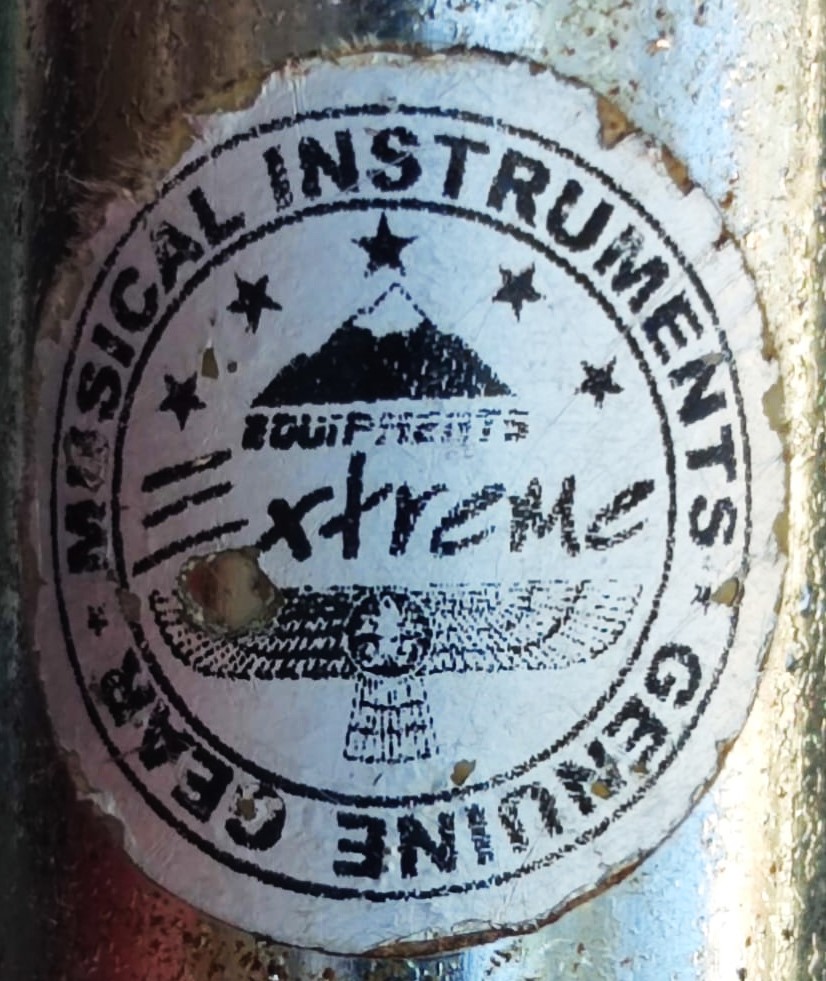 MUSICAL INSTRUMENTS
EQUIPMENTS
Extreme
GENUINE GEAR